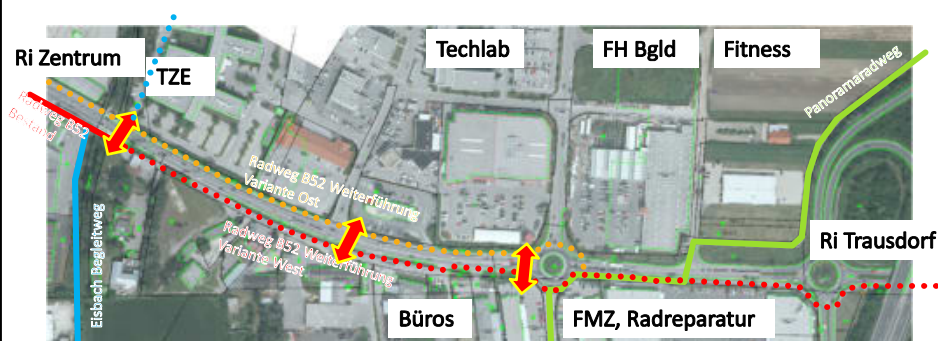 Ri Zentrum
TZE
Techlab
FH Bgld
Fitness
Panoramaradweg
Radweg B52
Bestand
Radweg B52 Weiterführung
Variante Ost
Radweg B52 Weiterführung
Variante West
Eisbach Begleitweg
Ri Trausdorf
Büros
FMZ, Radreparatur